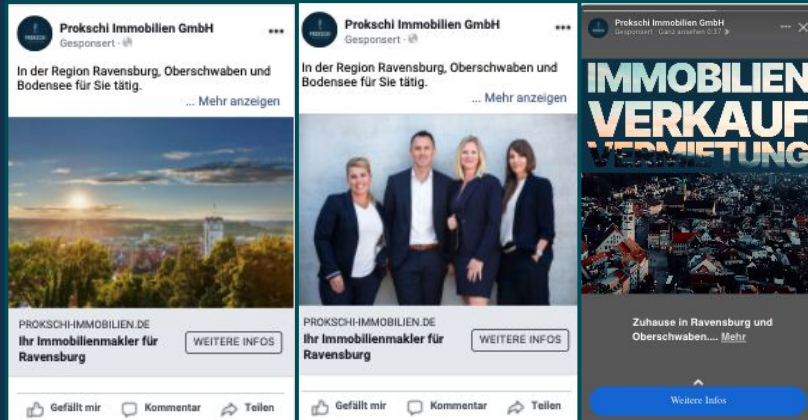 PROKSCHI
Prokschi Immobilien GmbH
Gesponsert ·
In der Region Ravensburg, Oberschwaben und
Bodensee für Sie tätig.
... Mehr anzeigen
PROKSCHI-IMMOBILIEN.DE
Ihr Immobilienmakler für
Ravensburg
WEITERE INFOS
Gefällt mir
Kommentar
Teilen
PROKSCHI
Prokschi Immobilien GmbH
Gesponsert ·
In der Region Ravensburg, Oberschwaben und
Bodensee für Sie tätig.
... Mehr anzeigen
PROKSCHI-IMMOBILIEN.DE
Ihr Immobilienmakler für
Ravensburg
WEITERE INFOS
Gefällt mir
Kommentar
Teilen
Prokschi Immobilien GmbH
Gesponsert · Ganz ansehen 0:37
IMMOBILIEN
VERKAUF
VERMIETUNG
Zuhause in Ravensburg und
Oberschwaben.... Mehr
Weitere Infos